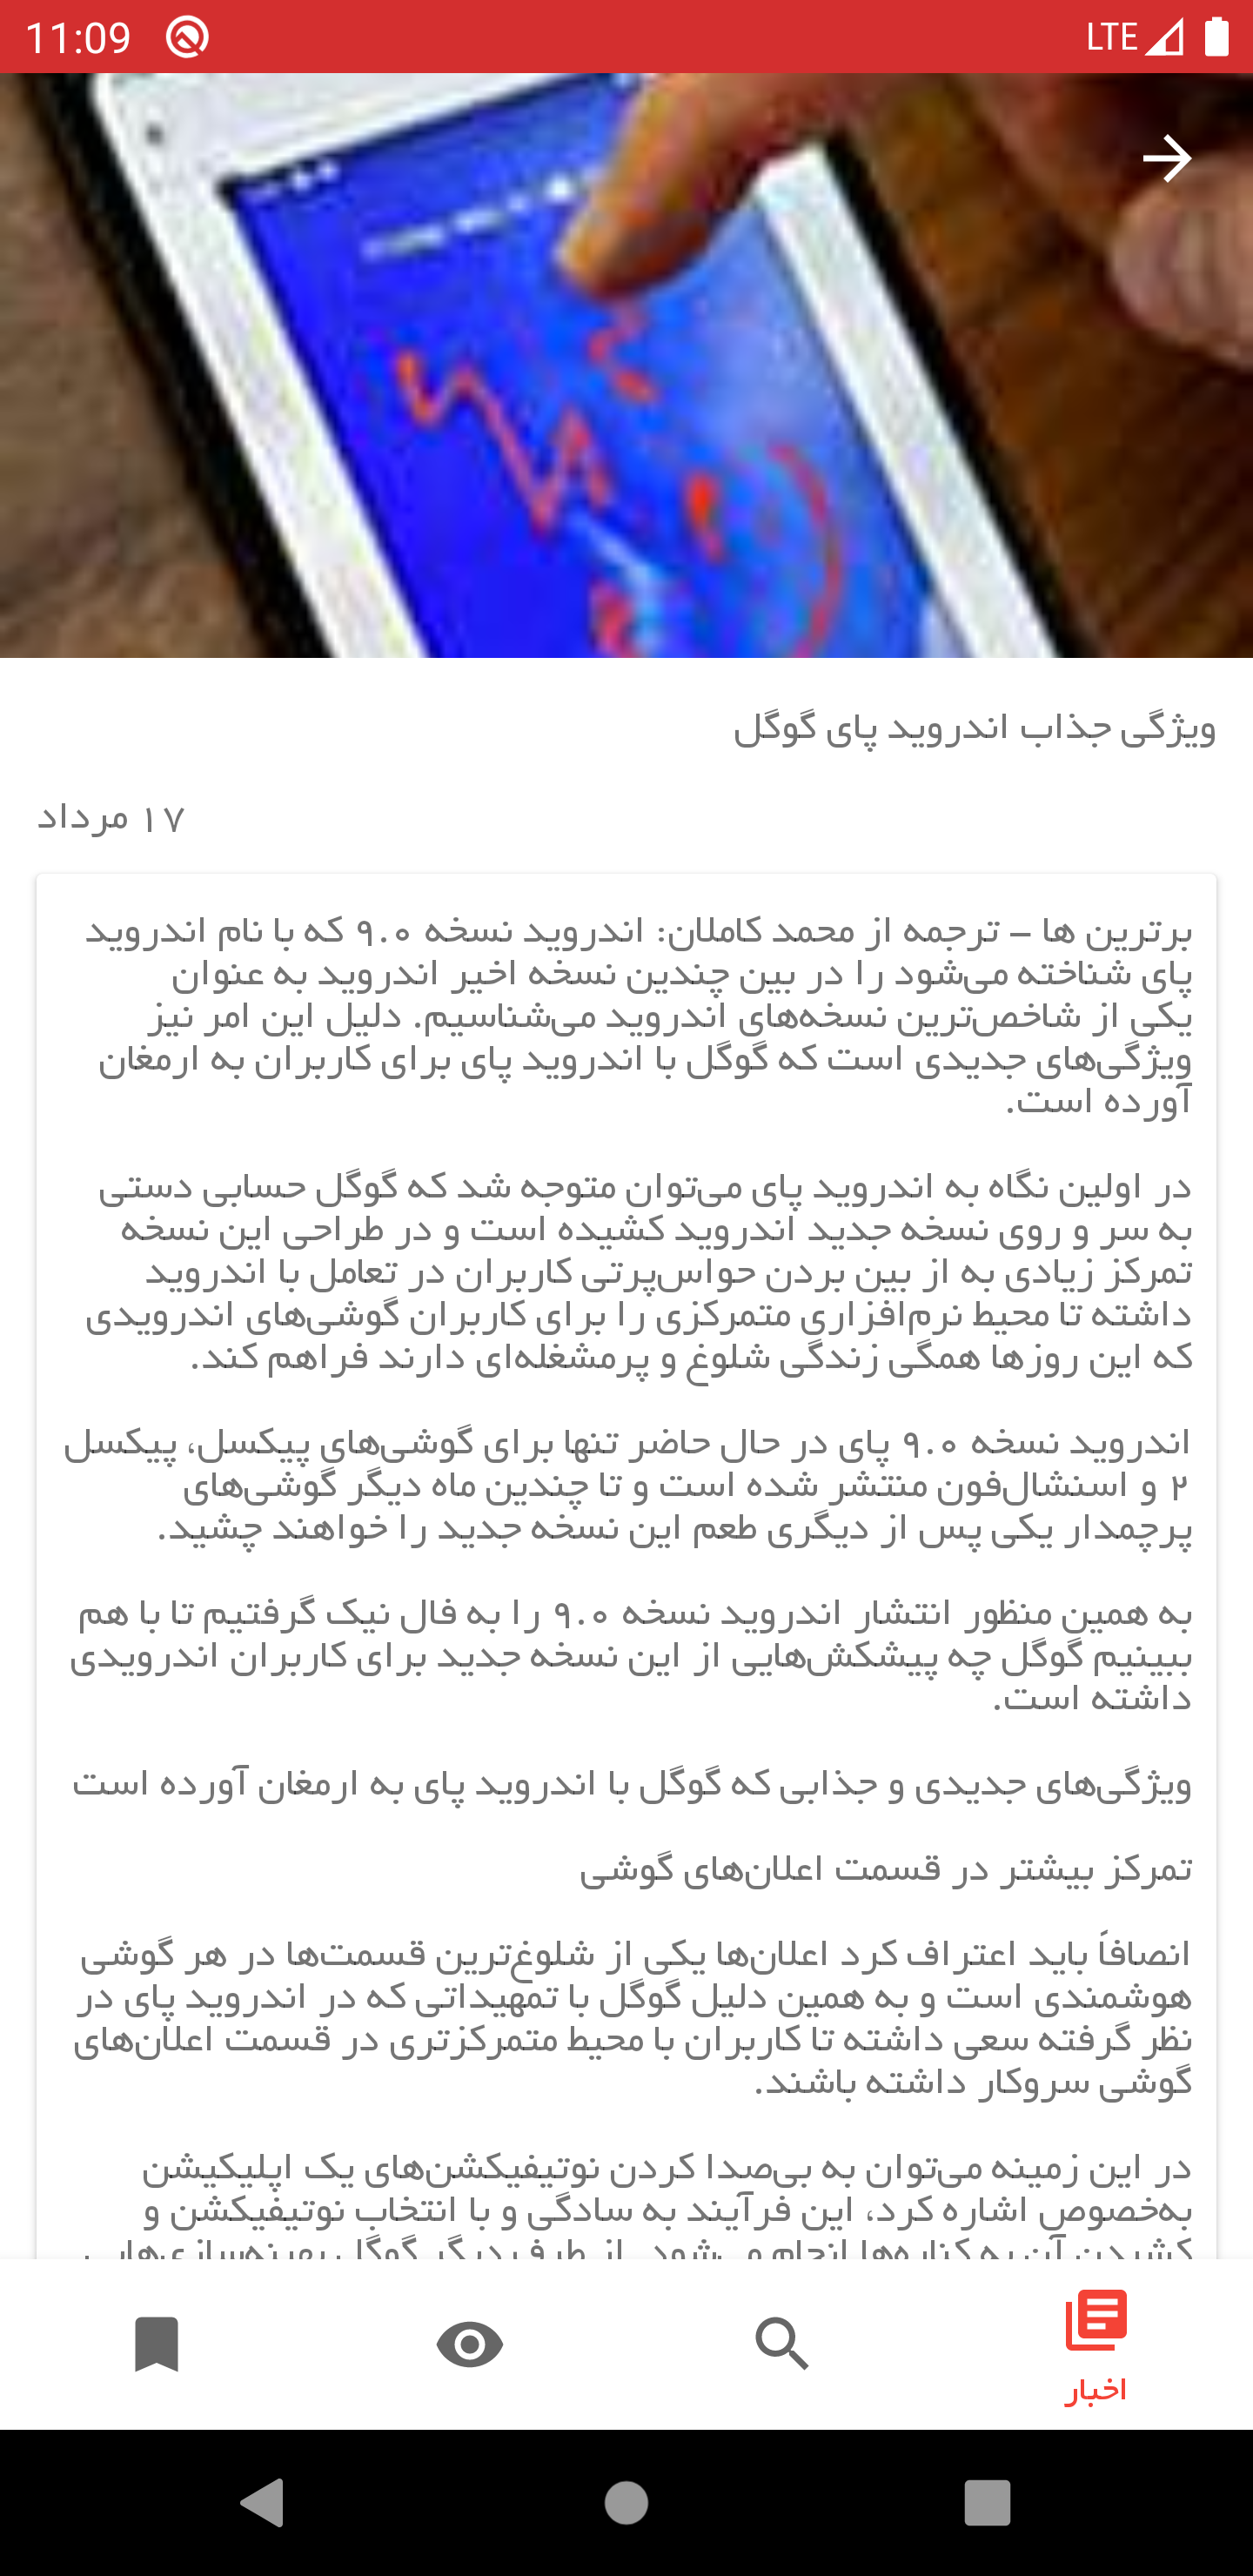 11:09
LTE
ویژگی جذاب اندروید پای گوگل
۱۷ مرداد
برترین ها – ترجمه از محمد کاملان: اندروید نسخه ۹.۰ که با نام اندروید
پای شناخته می‌شود را در بین چندین نسخه اخیر اندروید به عنوان
یکی از شاخص‌ترین نسخه‌های اندروید می‌شناسیم. دلیل این امر نیز
ویژگی‌های جدیدی است که گوگل با اندروید پای برای کاربران به ارمغان
آورده است.
در اولین نگاه به اندروید پای می‌توان متوجه شد که گوگل حسابی دستی
به سر و روی نسخه جدید اندروید کشیده است و در طراحی این نسخه
تمرکز زیادی به از بین بردن حواس‌پرتی کاربران در تعامل با اندروید
داشته تا محیط نرم‌افزاری متمرکزی را برای کاربران گوشی‌های اندرویدی
که این روزها همگی زندگی شلوغ و پرمشغله‌ای دارند فراهم کند.
اندروید نسخه ۹.۰ پای در حال حاضر تنها برای گوشی‌های پیکسل، پیکسل
۲ و اسنشال‌فون منتشر شده است و تا چندین ماه دیگر گوشی‌های
پرچمدار یکی پس از دیگری طعم این نسخه جدید را خواهند چشید.
به همین منظور انتشار اندروید نسخه ۹.۰ را به فال نیک گرفتیم تا با هم
ببینیم گوگل چه پیشکش‌هایی از این نسخه جدید برای کاربران اندرویدی
داشته است.
ویژگی‌های جدیدی و جذابی که گوگل با اندروید پای به ارمغان آورده است
تمرکز بیشتر در قسمت اعلان‌های گوشی
انصافاً باید اعتراف کرد اعلان‌ها یکی از شلوغ‌ترین قسمت‌ها در هر گوشی
هوشمندی است و به همین دلیل گوگل با تمهیداتی که در اندروید پای در
نظر گرفته سعی داشته تا کاربران با محیط متمرکزتری در قسمت اعلان‌های
گوشی سروکار داشته باشند.
در این زمینه می‌توان به بی‌صدا کردن نوتیفیکشن‌های یک اپلیکیشن
به‌خصوص اشاره کرد، این فرآیند به سادگی و با انتخاب نوتیفیکشن و
کشیدن آن به کناره‌ها انجام می‌شود. از طرف دیگر گوگل بهینه‌سازی‌هایی
اخبار